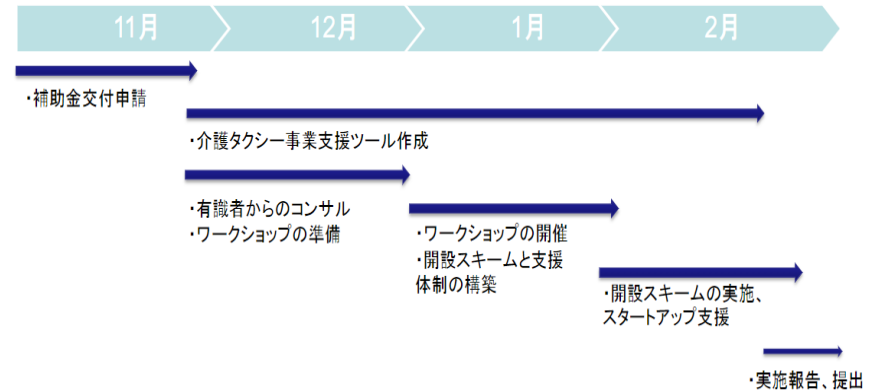 11月
12月
1月
2月
・補助金交付申請
・介護タクシー事業支援ツール作成
・有識者からのコンサル
・ワークショップの準備
・ワークショップの開催
・開設スキームと支援
体制の構築
・開設スキームの実施、
スタートアップ支援
・実施報告、提出